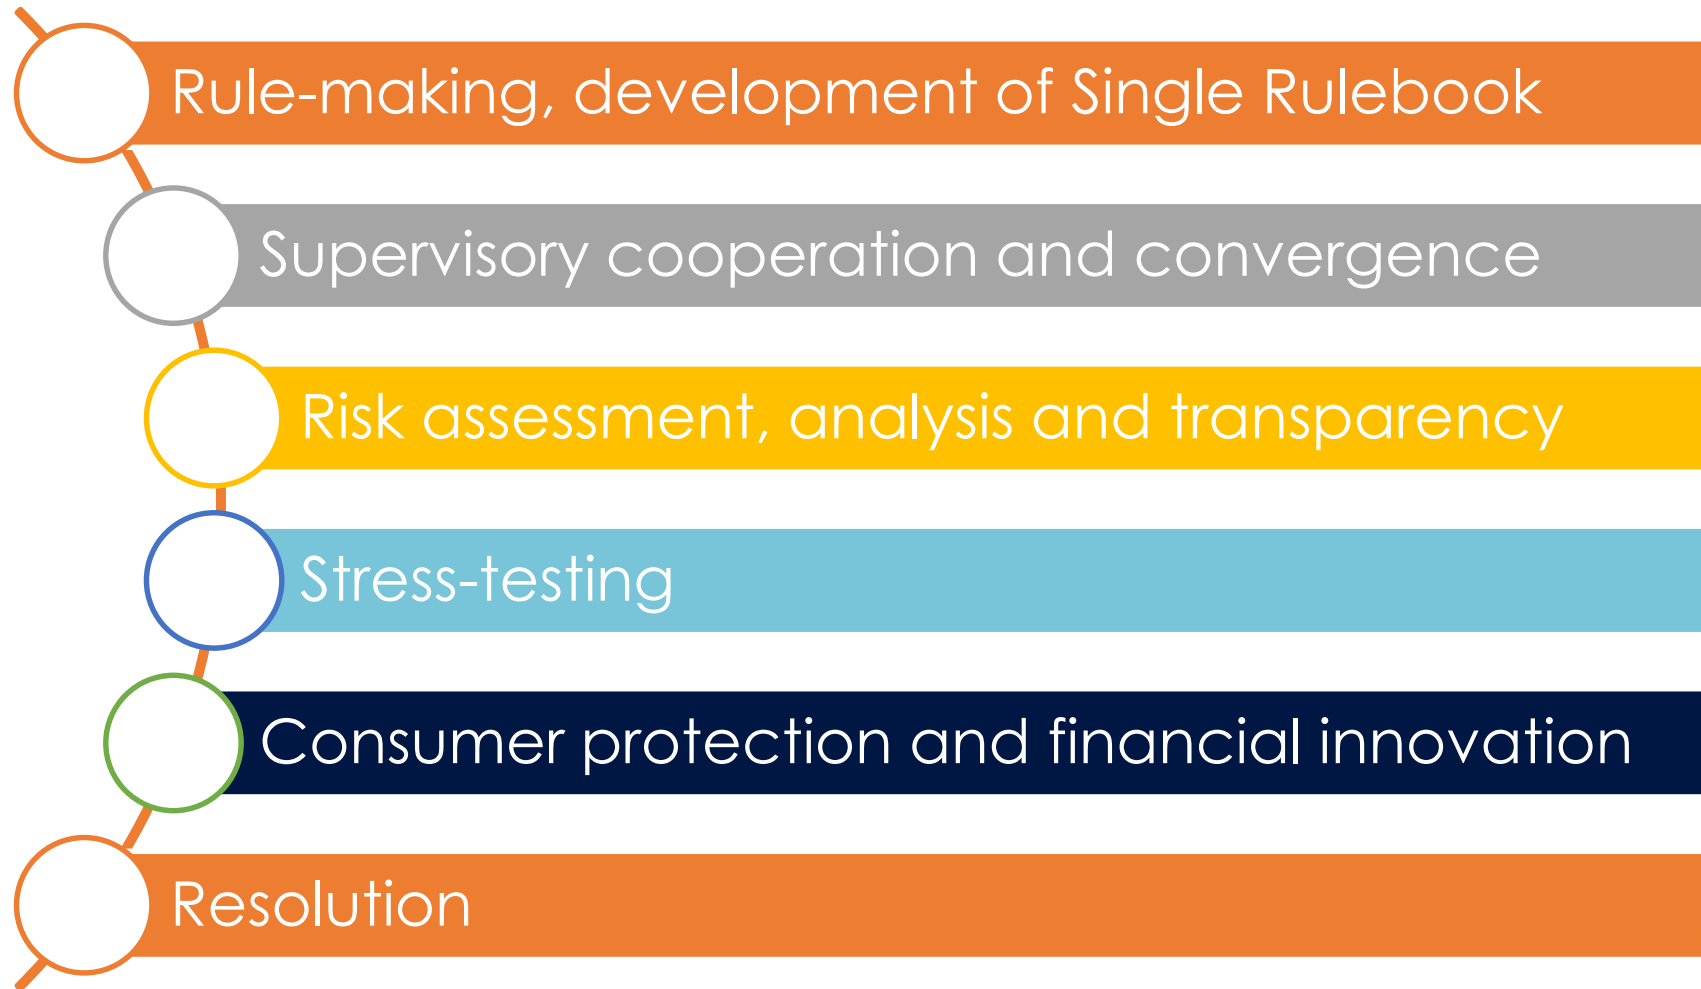 Rule-making, development of Single Rulebook
Supervisory cooperation and convergence
Risk assessment, analysis and transparency
Stress-testing
Consumer protection and financial innovation
Resolution